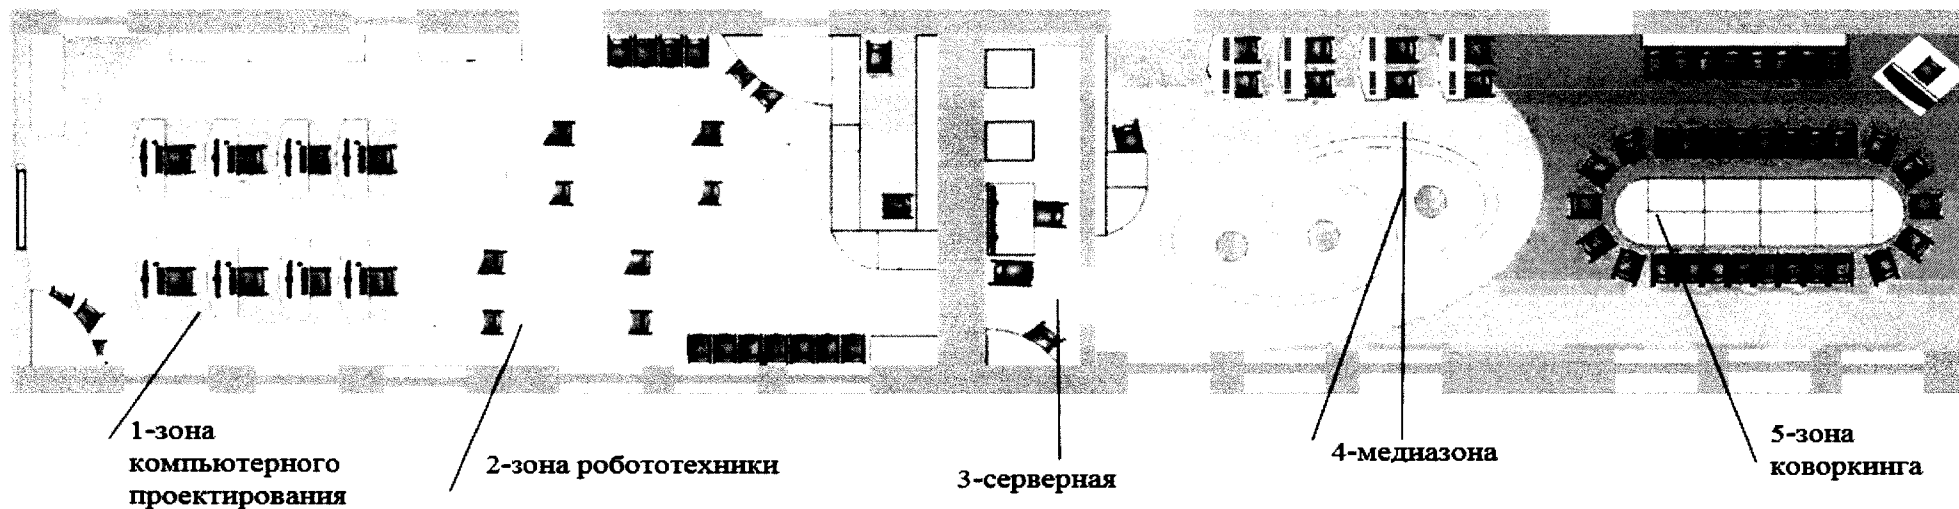 1-зона
компьютерного
проектирования
2-зона робототехники
3-серверная
4-медиазона
5-зона
коворкинга